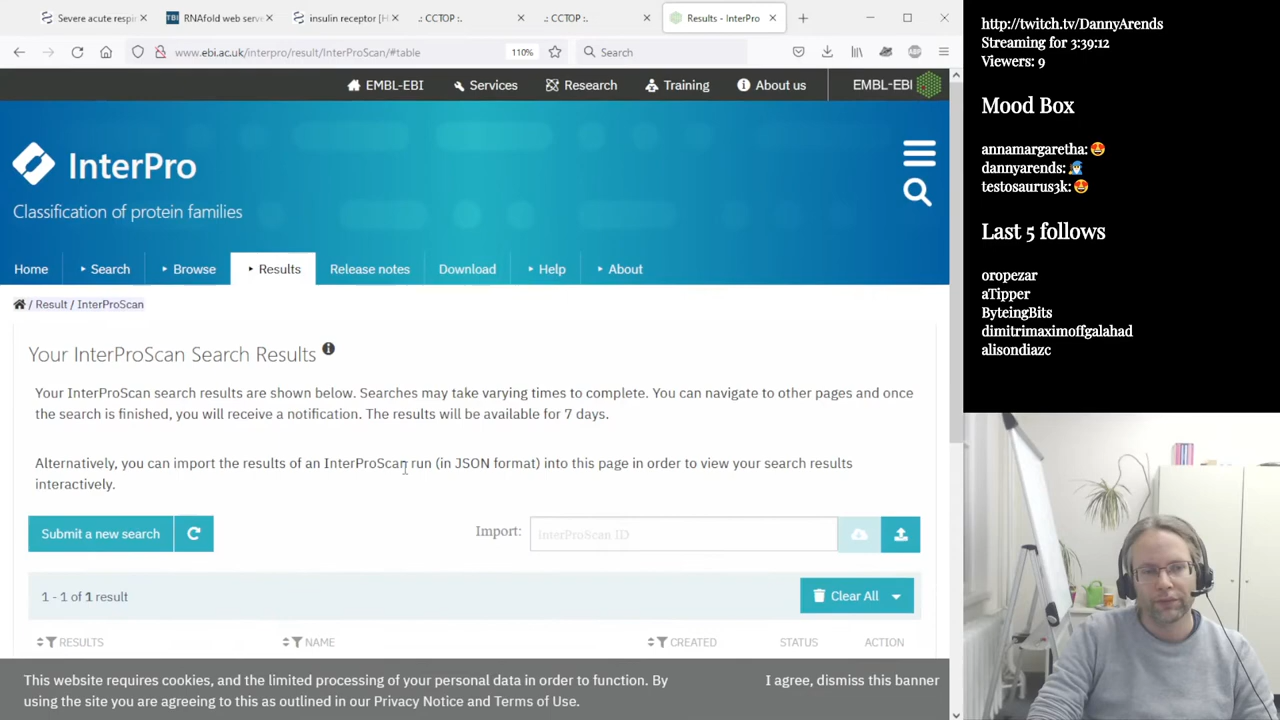 Severe acute respi
RNAfold web serve
insulin receptor [H
.: CCTOP :.
.: CCTOP :.
Results - InterPro
www.ebi.ac.uk/interpro/result/InterProScan/#table
110%
Search
ABP
EMBL-EBI
Services
Research
Training
About us
EMBL-EBI
InterPro
Classification of protein families
Home
Search
Browse
Results
Release notes
Download
Help
About
/ Result / InterProScan
Your InterProScan Search Results
Your InterProScan search results are shown below. Searches may take varying times to complete. You can navigate to other pages and once
the search is finished, you will receive a notification. The results will be available for 7 days.
Alternatively, you can import the results of an InterProScan run (in JSON format) into this page in order to view your search results
interactively.
Submit a new search
Import:
InterProScan ID
1 - 1 of 1 result
Clear All
RESULTS
NAME
CREATED
STATUS
ACTION
This website requires cookies, and the limited processing of your personal data in order to function. By
using the site you are agreeing to this as outlined in our Privacy Notice and Terms of Use.
I agree, dismiss this banner
http://twitch.tv/DannyArends
Streaming for 3:39:12
Viewers: 9
Mood Box
annamargaretha:
dannyarends:
testosaurus3k:
Last 5 follows
oropezar
aTipper
ByteingBits
dimitrimaximoffgalahad
alisondiazc